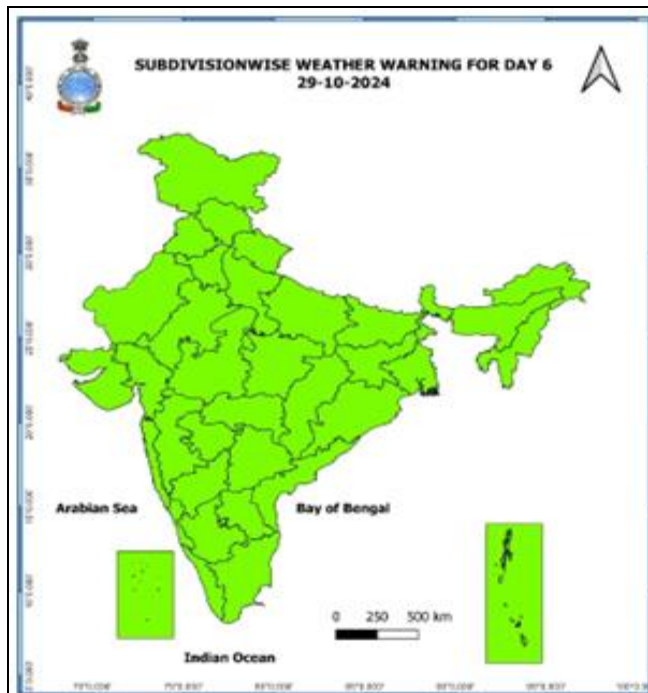 SUBDIVISIONWISE WEATHER WARNING FOR DAY 6
29-10-2024
Arabian Sea
Bay of Bengal
0 250 500 km
Indian Ocean